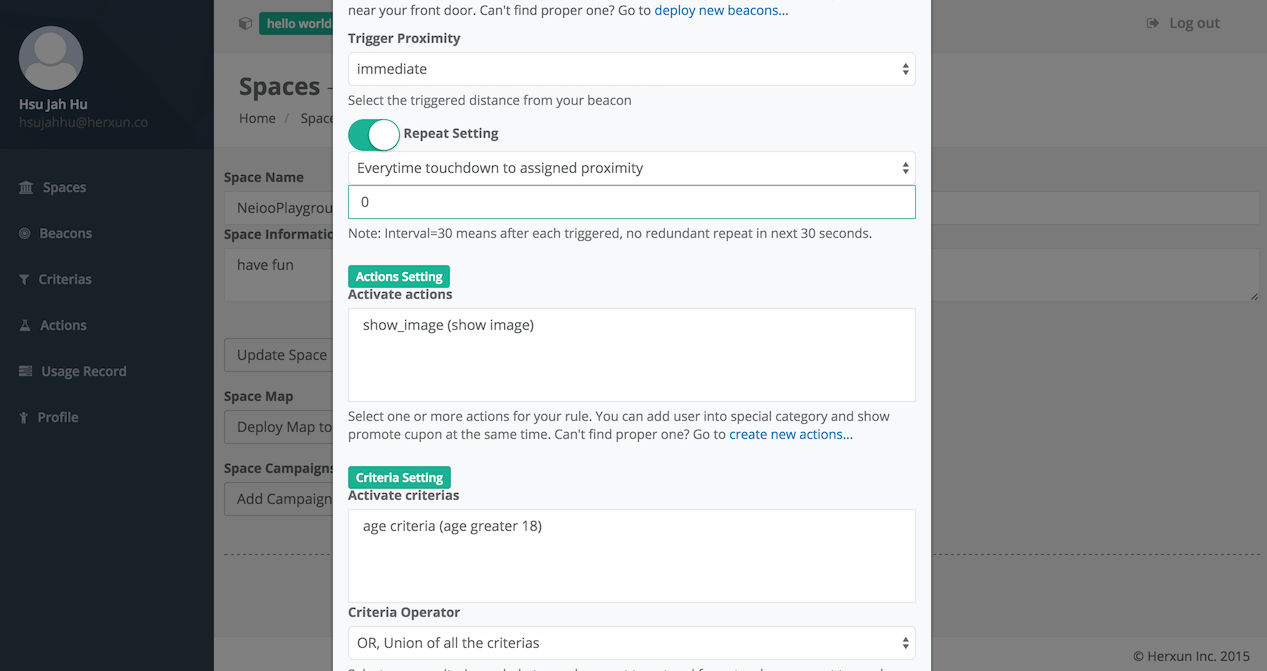 near your front door. Can't find proper one? Go to deploy new beacons...
hello world
Log out
Trigger Proximity
immediate
Hsu Jah Hu
hsujahhu@herxun.co
Spaces -
Home / Space
Select the triggered distance from your beacon
Repeat Setting
Everytime touchdown to assigned proximity
0
Note: Interval=30 means after each triggered, no redundant repeat in next 30 seconds.
Spaces
Beacons
Criterias
Actions
Usage Record
Profile
Space Name
NeiooPlaygrou
Space Informatio
have fun
Update Space
Space Map
Deploy Map to
Space Campaigns
Add Campaign
Actions Setting
Activate actions
show_image (show image)
Select one or more actions for your rule. You can add user into special category and show
promote cupon at the same time. Can't find proper one? Go to create new actions...
Criteria Setting
Activate criterias
age criteria (age greater 18)
Criteria Operator
OR, Union of all the criterias
© Herxun Inc. 2015